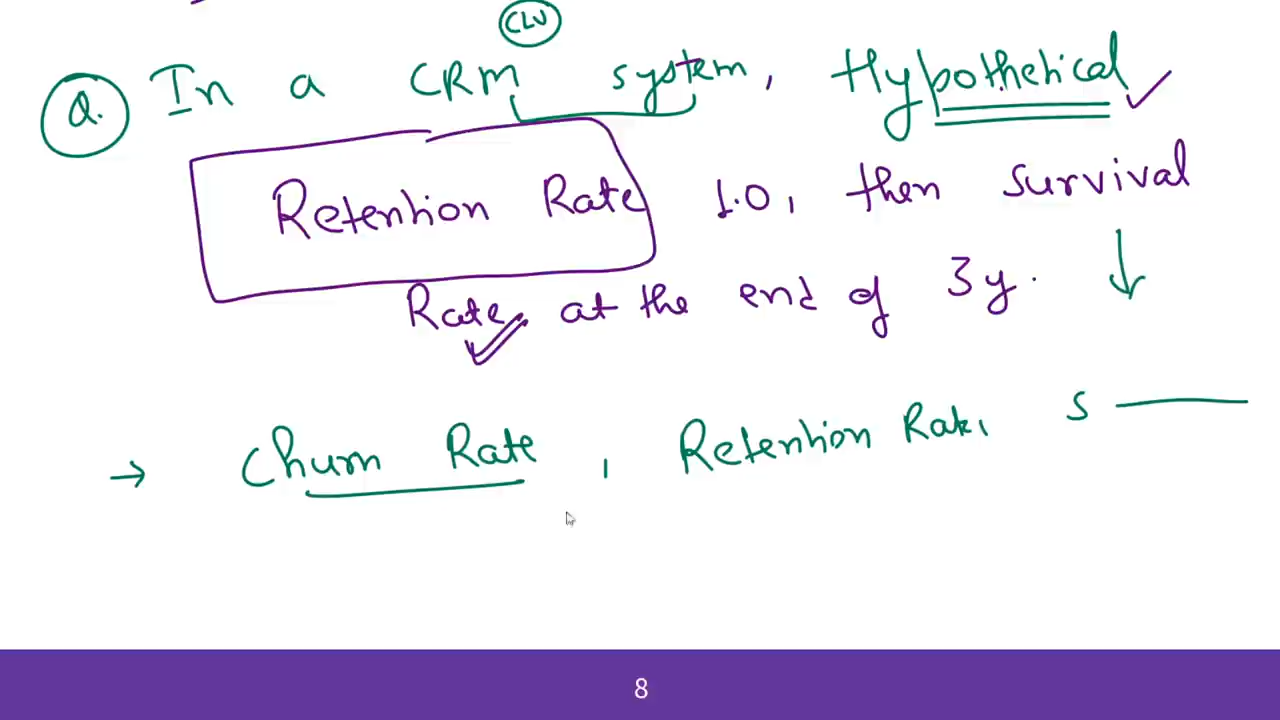 CLV
Q. In a CRM system, Hypothetical
Retention Rate 1.0, then survival
Rate at the end of 3y.
→ Churn Rate, Retention Rate, S
8